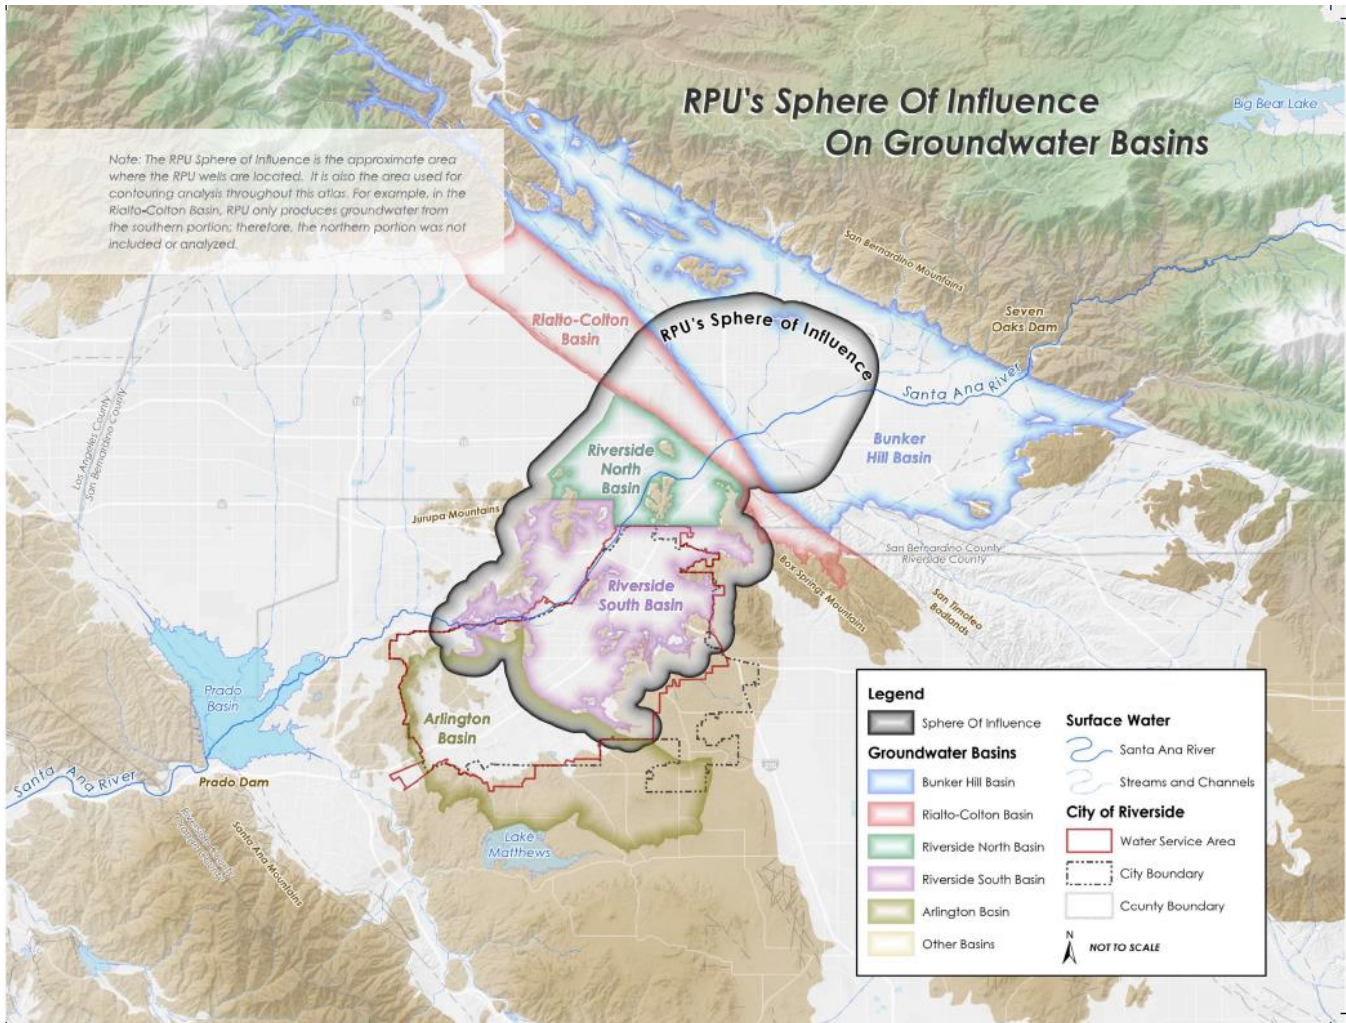 RPU's Sphere Of Influence
On Groundwater Basins
Big Bear Lake
Note: The RPU Sphere of Influence is the approximate area
where the RPU wells are located. It is also the area used for
contouring analysis throughout this atlas. For example, in the
Rialto-Colton Basin, RPU only produces groundwater from
the southern portion; therefore, the northern portion was not
included or analyzed.
San Bernardino Mountains
Seven
Oaks Dam
Rialto-Colton
Basin
RPU's Sphere of Influence
Santa Ana River
Los Angeles County
San Bernardino County
Bunker
Hill Basin
Riverside
North
Basin
Jurupa Mountains
San Bernardino County
Riverside County
Box Springs Mountains
San Timoteo
Badlands
Riverside
South Basin
Prado
Basin
Arlington
Basin
Santa Ana River
Prado Dam
Santa Ana Mountains
Lake
Matthews
Legend
Sphere Of Influence
Groundwater Basins
Bunker Hill Basin
Rialto-Colton Basin
Riverside North Basin
Riverside South Basin
Arlington Basin
Other Basins
Surface Water
Santa Ana River
Streams and Channels
City of Riverside
Water Service Area
City Boundary
County Boundary
N
NOT TO SCALE